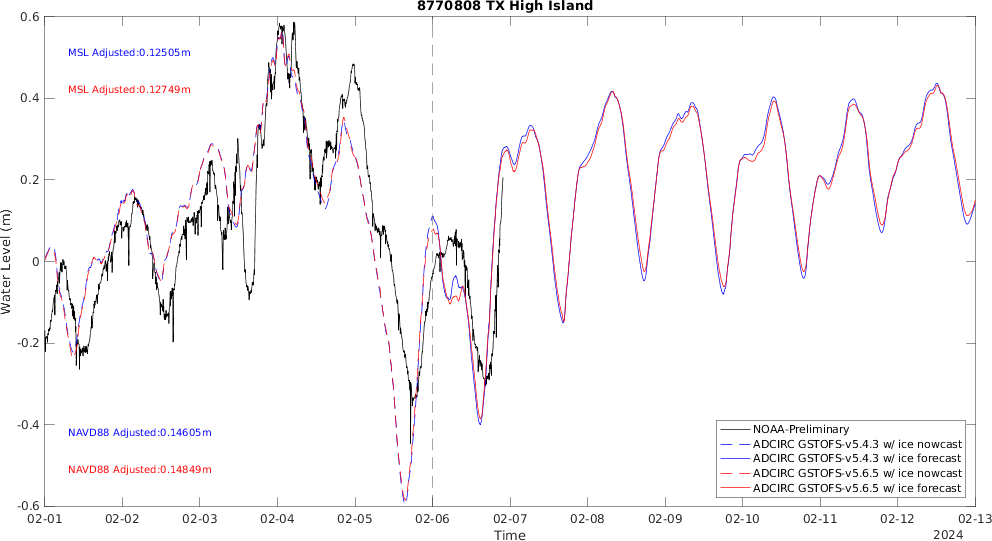 8770808 TX High Island
0.6
0.4
0.2
0
-0.2
-0.4
-0.6
Water Level (m)
MSL Adjusted:0.12505m
MSL Adjusted:0.12749m
NAVD88 Adjusted:0.14605m
NAVD88 Adjusted:0.14849m
NOAA-Preliminary
ADCIRC GSTOFS-v5.4.3 w/ ice nowcast
ADCIRC GSTOFS-v5.4.3 w/ ice forecast
ADCIRC GSTOFS-v5.6.5 w/ ice nowcast
ADCIRC GSTOFS-v5.6.5 w/ ice forecast
02-01 02-02 02-03 02-04 02-05 02-06 02-07 02-08 02-09 02-10 02-11 02-12 02-13
Time
2024